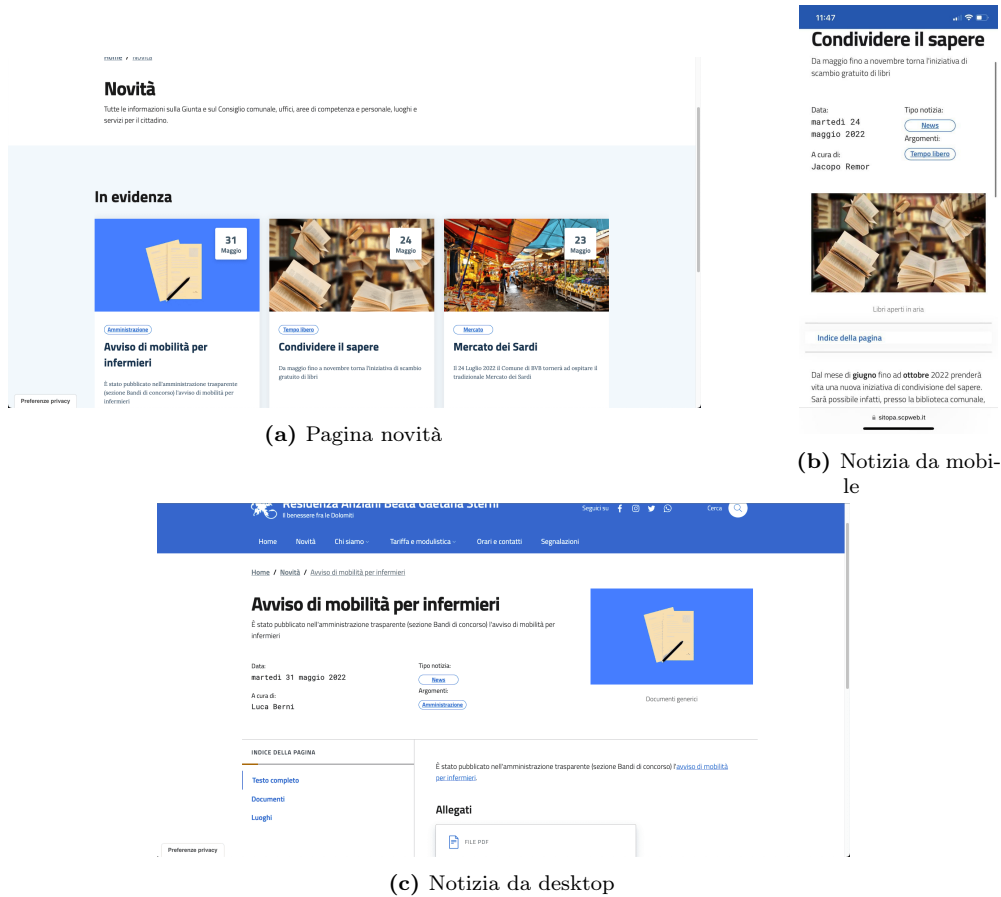 Home / Novità
Novità
Tutte le informazioni sulla Giunta e sul Consiglio comunale, uffici, aree di competenza e personale, luoghi e
servizi per il cittadino.
In evidenza
31
Maggio
24
Maggio
23
Maggio
Amministrazione
Avviso di mobilità per
infermieri
È stato pubblicato nell'amministrazione trasparente
(sezione Bandi di concorso) l'avviso di mobilità per
infermieri
Tempo libero
Condividere il sapere
Da maggio fino a novembre torna l'iniziativa di scambio
gratuito di libri
Mercato
Mercato dei Sardi
Il 24 Luglio 2022 il Comune di BVB tornerà ad ospitare il
tradizionale Mercato dei Sardi
Preferenze privacy
(a) Pagina novità
11:47
Condividere il sapere
Da maggio fino a novembre torna l'iniziativa di
scambio gratuito di libri
Data:
martedì 24
maggio 2022
A cura di:
Jacopo Remor
Tipo notizia:
News
Argomenti:
Tempo libero
Libri aperti in aria
Indice della pagina
Dal mese di giugno fino ad ottobre 2022 prenderà
vita una nuova iniziativa di condivisione del sapere.
Sarà possibile infatti, presso la biblioteca comunale,
sitopa.scpweb.it
(b) Notizia da mobi-
le
Residenza Anziani Beata Gaetana Sterni
Il benessere fra le Dolomiti
Seguici su
Cerca
Home Novità Chi siamo Tariffa e modulistica Orari e contatti Segnalazioni
Home / Novità / Avviso di mobilità per infermieri
Avviso di mobilità per infermieri
È stato pubblicato nell'amministrazione trasparente (sezione Bandi di concorso) l'avviso di mobilità per
infermieri
Data:
martedì 31 maggio 2022
A cura di:
Luca Berni
Tipo notizia:
News
Argomenti:
Amministrazione
Documenti generici
INDICE DELLA PAGINA
Testo completo
Documenti
Luoghi
È stato pubblicato nell'amministrazione trasparente (sezione Bandi di concorso) l'avviso di mobilità
per infermieri.
Allegati
FILE PDF
Preferenze privacy
(c) Notizia da desktop